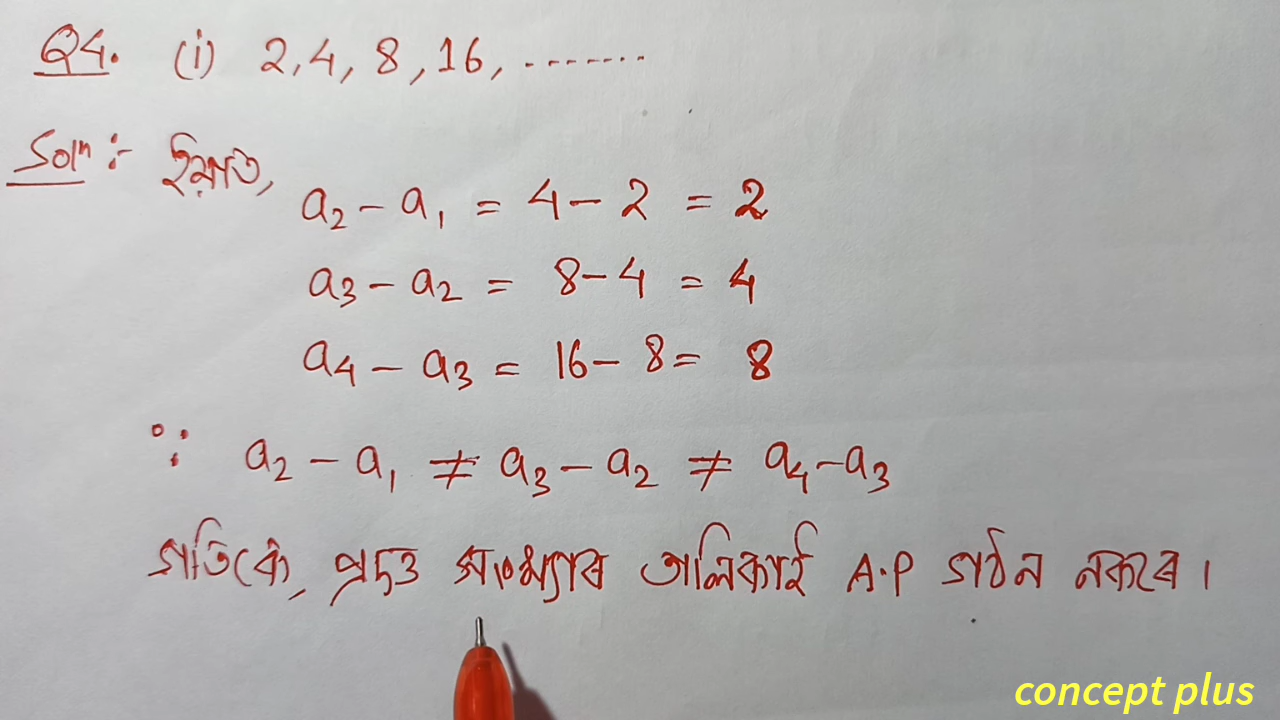 Q4. (i) 2, 4, 8, 16, .......
Soln :- ইয়াত,
a₂ - a₁ = 4 - 2 = 2
a₃ - a₂ = 8 - 4 = 4
a₄ - a₃ = 16 - 8 = 8
∵ a₂ - a₁ ≠ a₃ - a₂ ≠ a₄ - a₃
গতিকে, প্ৰদত্ত সংখ্যাৰ তালিকাই A.P গঠন নকৰে।
concept plus